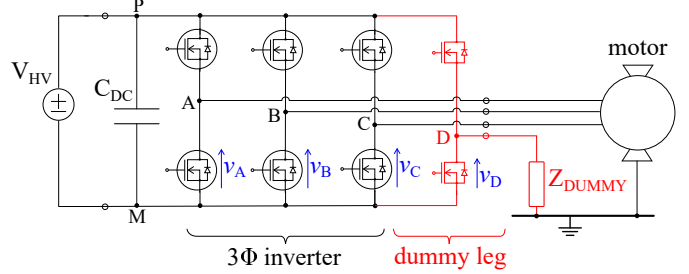 P
motor
V_HV
C_DC
A
B
C
D
v_A
v_B
v_C
v_D
Z_DUMMY
M
3Φ inverter
dummy leg